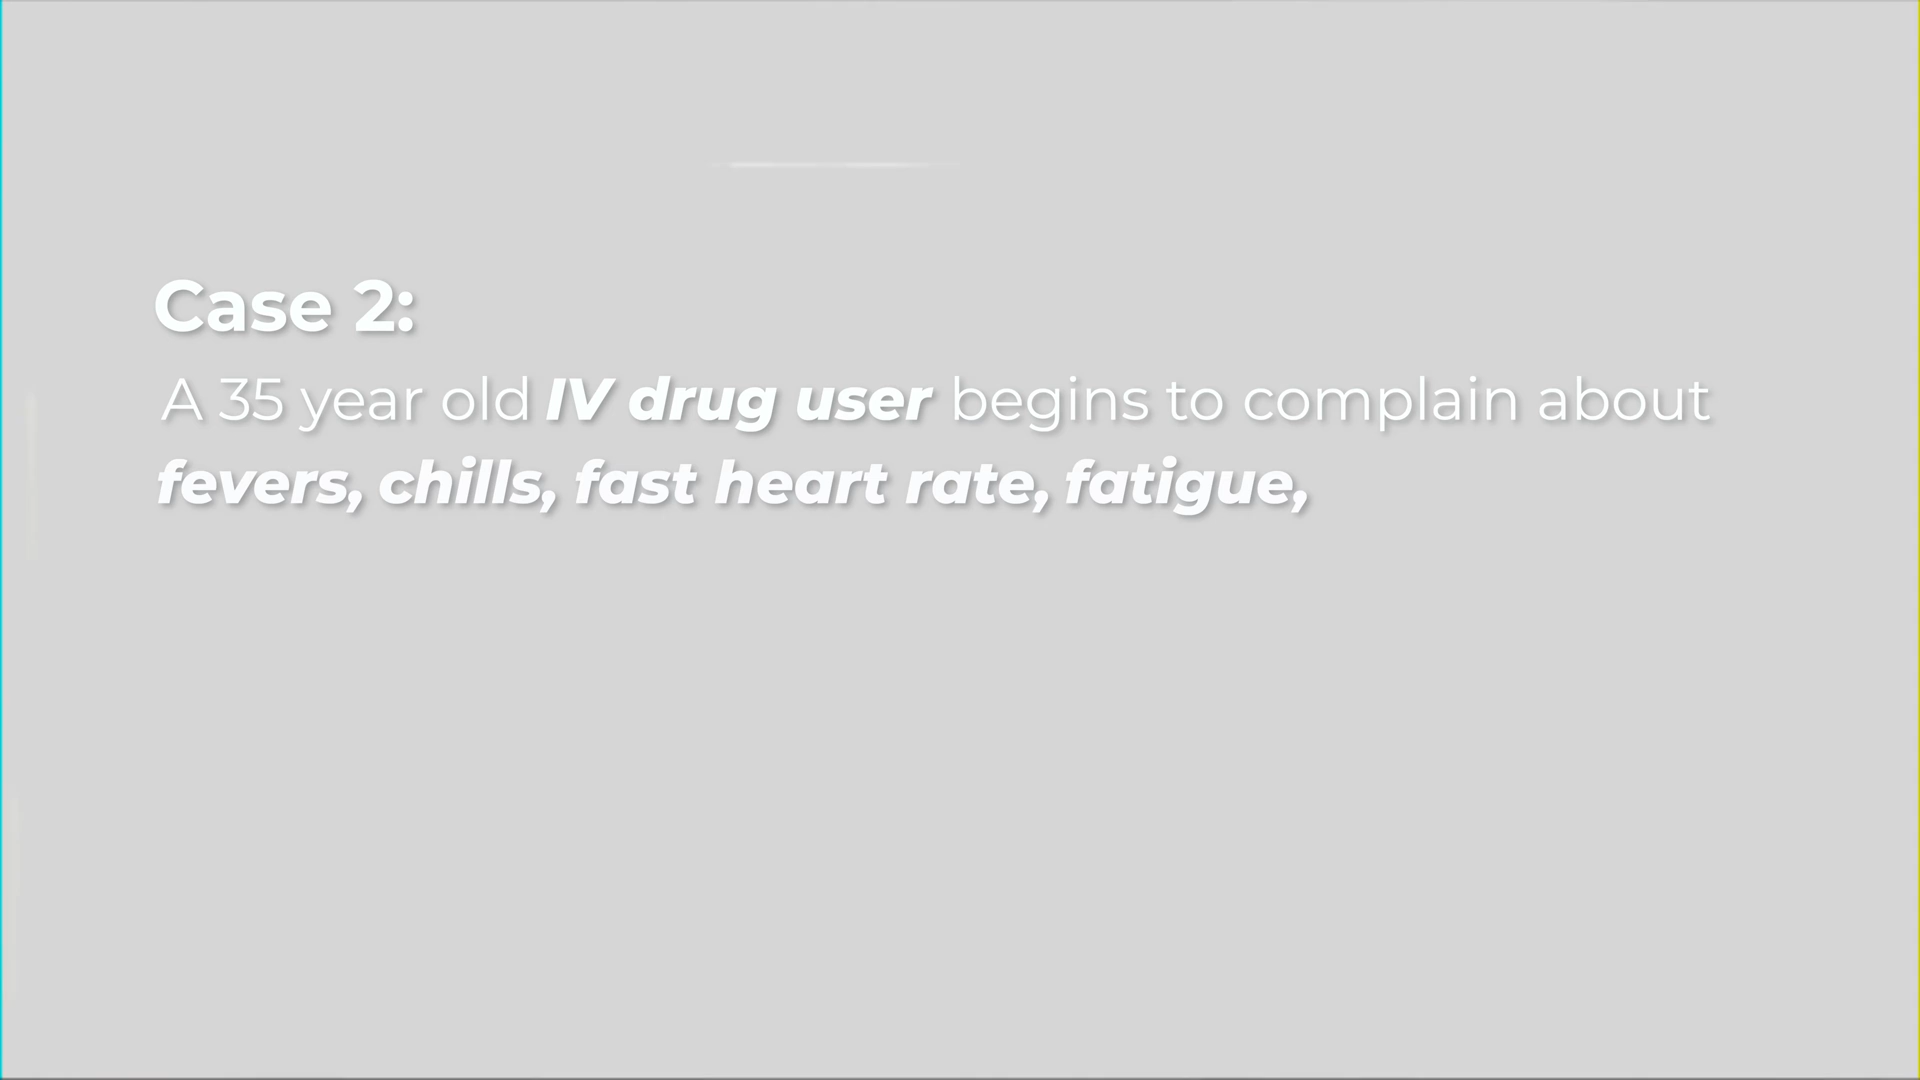 Case 2:
A 35 year old IV drug user begins to complain about
fevers, chills, fast heart rate, fatigue,